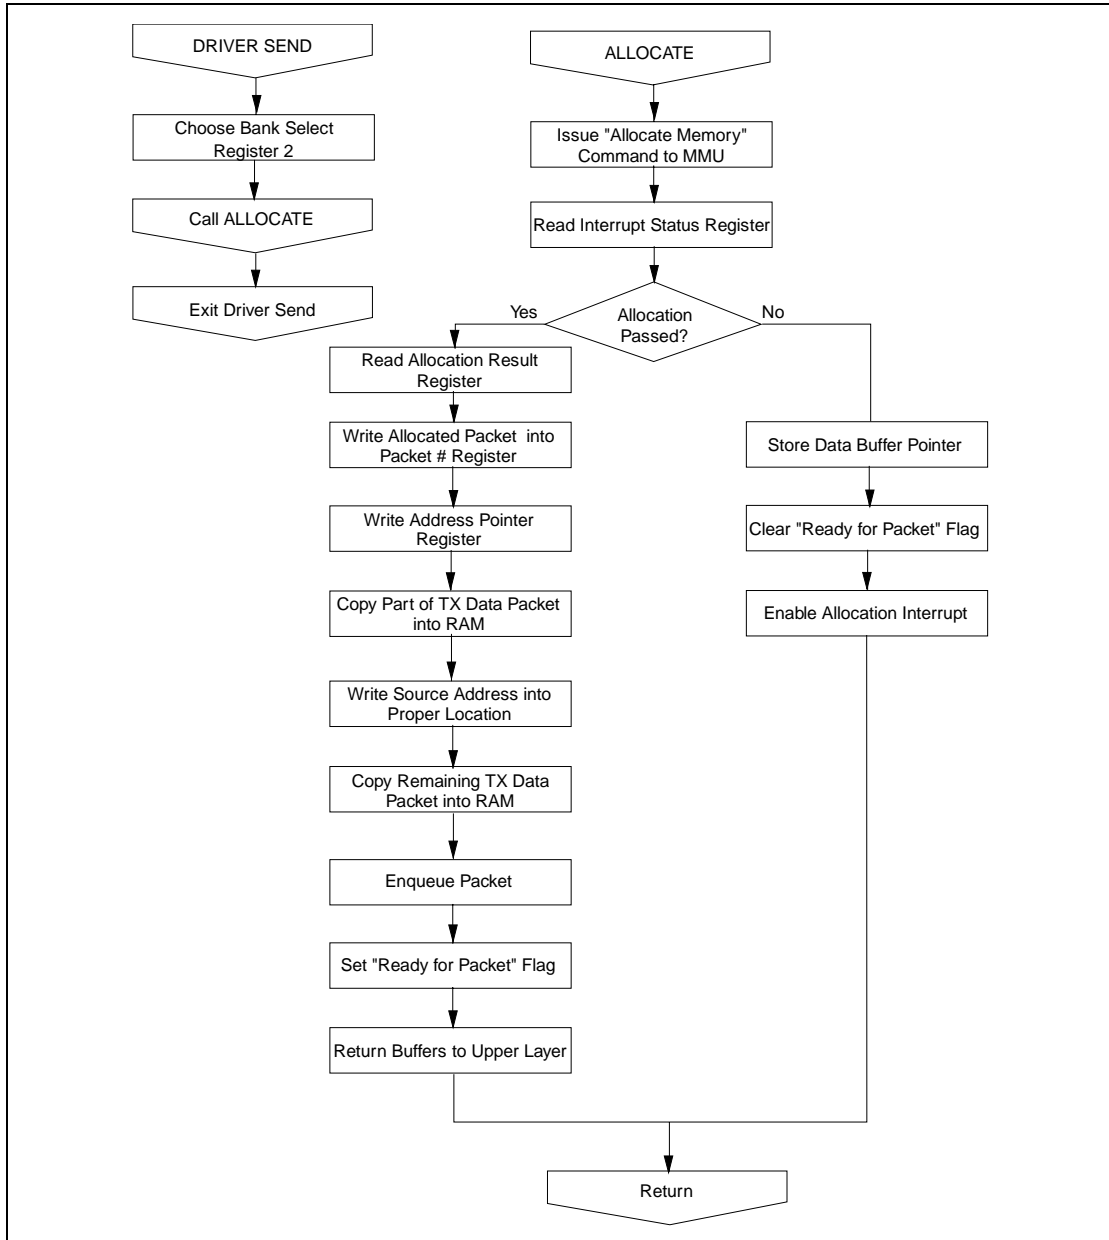 DRIVER SEND
Choose Bank Select
Register 2
Call ALLOCATE
Exit Driver Send
ALLOCATE
Issue "Allocate Memory"
Command to MMU
Read Interrupt Status Register
Allocation
Passed?
Yes
No
Read Allocation Result
Register
Write Allocated Packet into
Packet # Register
Write Address Pointer
Register
Copy Part of TX Data Packet
into RAM
Write Source Address into
Proper Location
Copy Remaining TX Data
Packet into RAM
Enqueue Packet
Set "Ready for Packet" Flag
Return Buffers to Upper Layer
Store Data Buffer Pointer
Clear "Ready for Packet" Flag
Enable Allocation Interrupt
Return